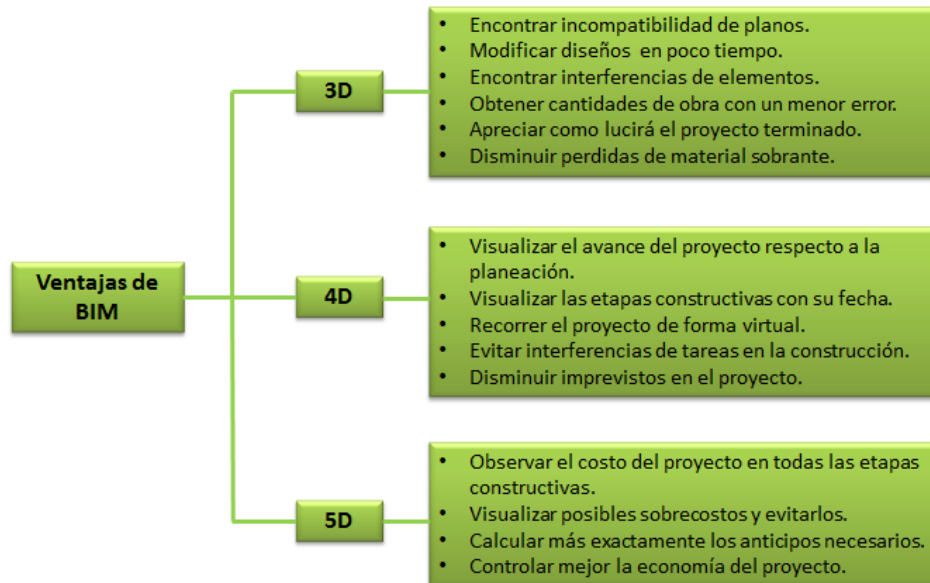 Ventajas de
BIM
3D
• Encontrar incompatibilidad de planos.
• Modificar diseños en poco tiempo.
• Encontrar interferencias de elementos.
• Obtener cantidades de obra con un menor error.
• Apreciar como lucirá el proyecto terminado.
• Disminuir perdidas de material sobrante.
4D
• Visualizar el avance del proyecto respecto a la
planeación.
• Visualizar las etapas constructivas con su fecha.
• Recorrer el proyecto de forma virtual.
• Evitar interferencias de tareas en la construcción.
• Disminuir imprevistos en el proyecto.
5D
• Observar el costo del proyecto en todas las etapas
constructivas.
• Visualizar posibles sobrecostos y evitarlos.
• Calcular más exactamente los anticipos necesarios.
• Controlar mejor la economía del proyecto.